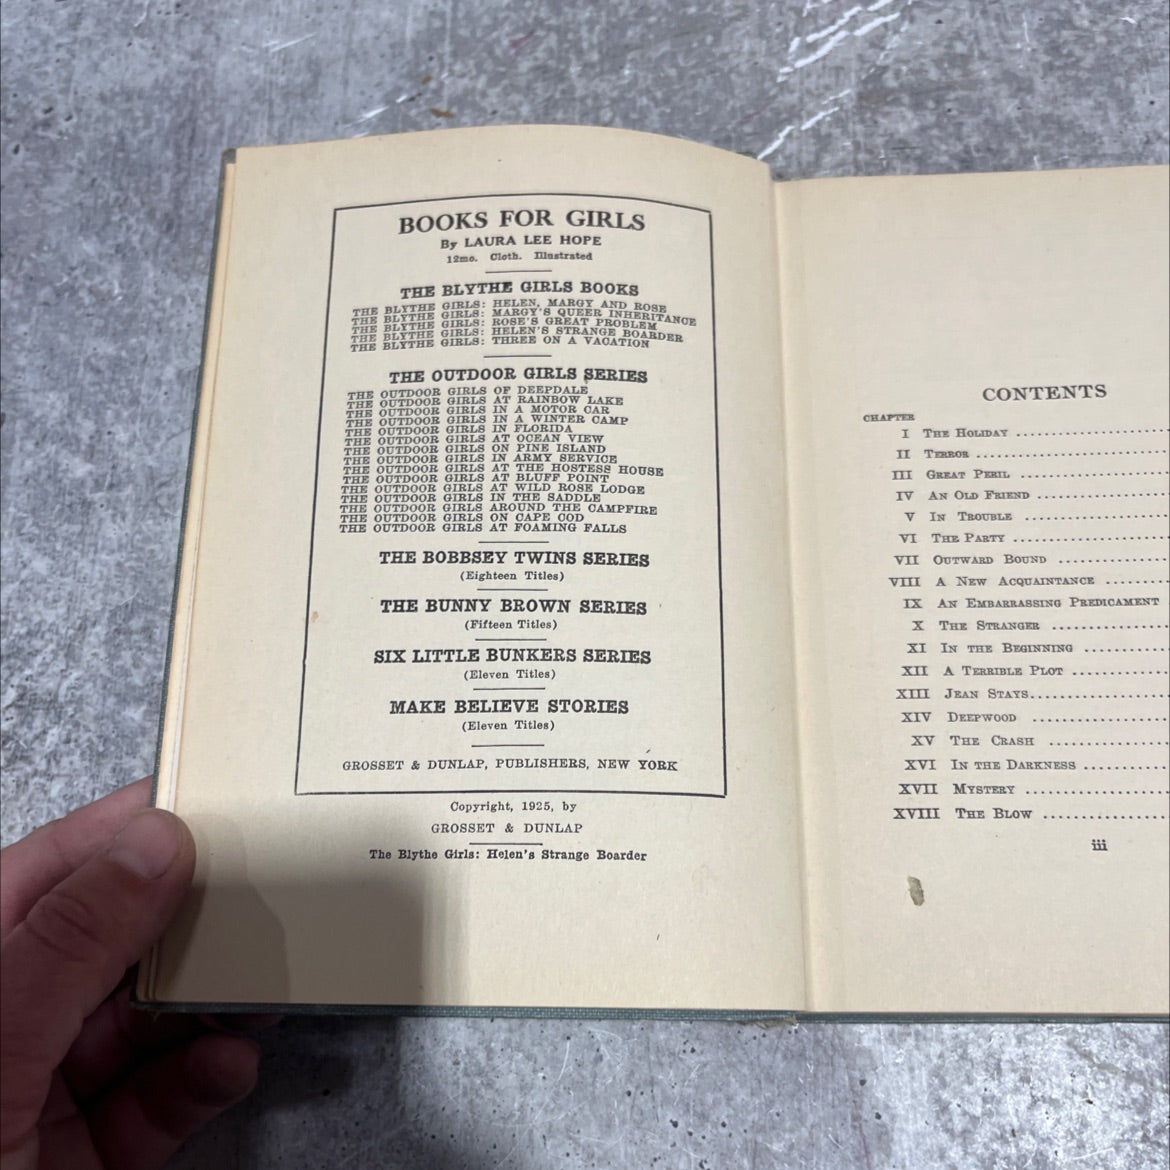 BOOKS FOR GIRLS
By LAURA LEE HOPE
12mo. Cloth. Illustrated
THE BLYTHE GIRLS BOOKS
THE BLYTHE GIRLS: HELEN, MARGY AND ROSE
THE BLYTHE GIRLS: MARGY'S QUEER INHERITANCE
THE BLYTHE GIRLS: ROSE'S GREAT PROBLEM
THE BLYTHE GIRLS: HELEN'S STRANGE BOARDER
THE BLYTHE GIRLS: THREE ON A VACATION
THE OUTDOOR GIRLS SERIES
THE OUTDOOR GIRLS OF DEEPDALE
THE OUTDOOR GIRLS AT RAINBOW LAKE
THE OUTDOOR GIRLS IN A MOTOR CAR
THE OUTDOOR GIRLS IN A WINTER CAMP
THE OUTDOOR GIRLS IN FLORIDA
THE OUTDOOR GIRLS AT OCEAN VIEW
THE OUTDOOR GIRLS ON PINE ISLAND
THE OUTDOOR GIRLS IN ARMY SERVICE
THE OUTDOOR GIRLS AT THE HOSTESS HOUSE
THE OUTDOOR GIRLS AT BLUFF POINT
THE OUTDOOR GIRLS AT WILD ROSE LODGE
THE OUTDOOR GIRLS IN THE SADDLE
THE OUTDOOR GIRLS AROUND THE CAMPFIRE
THE OUTDOOR GIRLS ON CAPE COD
THE OUTDOOR GIRLS AT FOAMING FALLS
THE BOBBSEY TWINS SERIES
(Eighteen Titles)
THE BUNNY BROWN SERIES
(Fifteen Titles)
SIX LITTLE BUNKERS SERIES
(Eleven Titles)
MAKE BELIEVE STORIES
(Eleven Titles)
GROSSET & DUNLAP, PUBLISHERS, NEW YORK
Copyright, 1925, by
GROSSET & DUNLAP
The Blythe Girls: Helen's Strange Boarder
CONTENTS
CHAPTER
I THE HOLIDAY
II TERROR
III GREAT PERIL
IV AN OLD FRIEND
V IN TROUBLE
VI THE PARTY
VII OUTWARD BOUND
VIII A NEW ACQUAINTANCE
IX AN EMBARRASSING PREDICAMENT
X THE STRANGER
XI IN THE BEGINNING
XII A TERRIBLE PLOT
XIII JEAN STAYS
XIV DEEPWOOD
XV THE CRASH
XVI IN THE DARKNESS
XVII MYSTERY
XVIII THE BLOW
iii